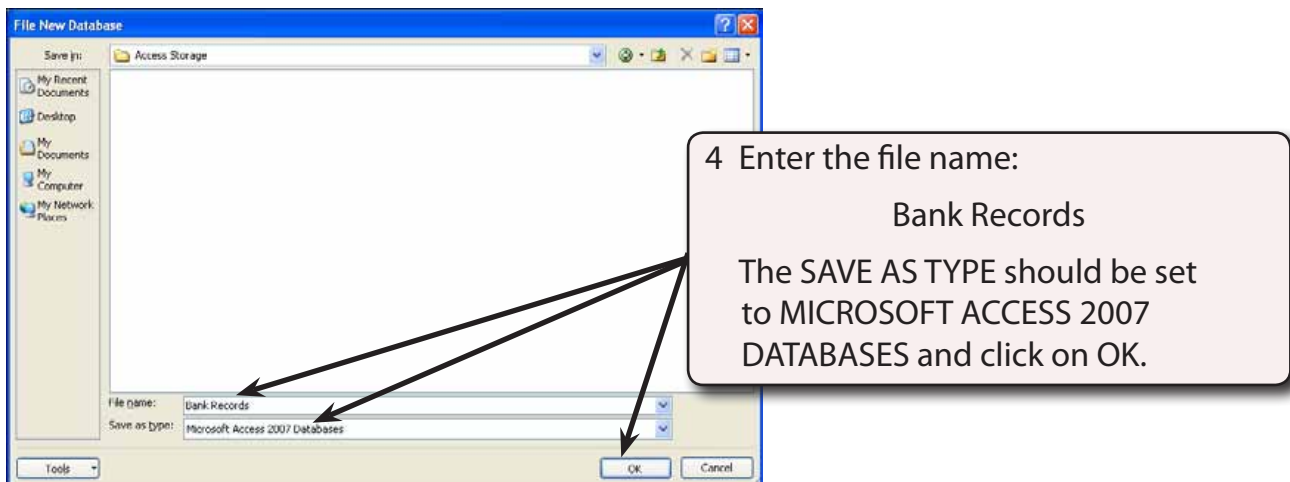 File New Database
Save in:
Access Storage
My Recent
Documents
Desktop
My
Documents
My
Computer
My Network
Places
4 Enter the file name:
Bank Records
The SAVE AS TYPE should be set
to MICROSOFT ACCESS 2007
DATABASES and click on OK.
File name:
Bank Records
Save as type:
Microsoft Access 2007 Databases
Tools
OK
Cancel